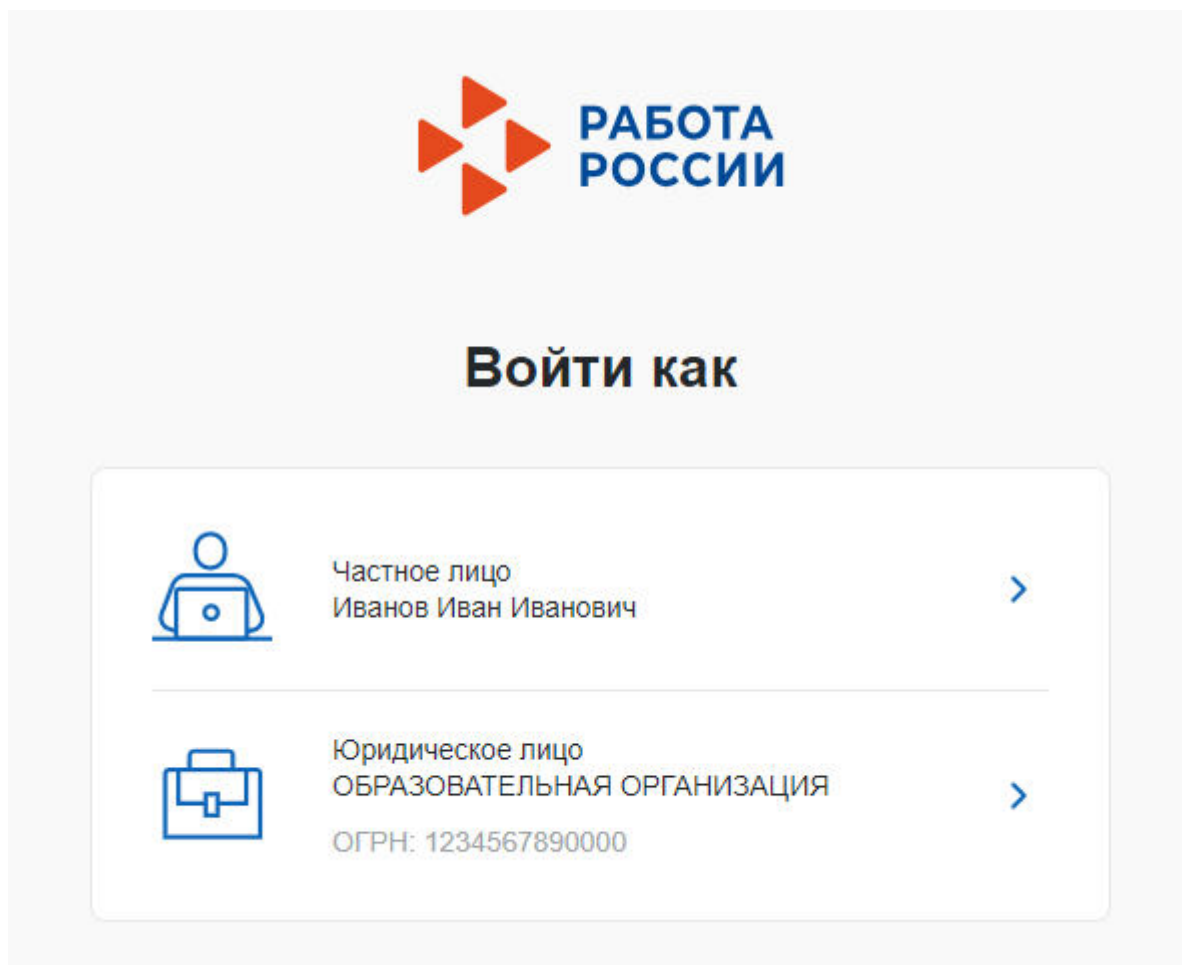 РАБОТА
РОССИИ
Войти как
Частное лицо
Иванов Иван Иванович
Юридическое лицо
ОБРАЗОВАТЕЛЬНАЯ ОРГАНИЗАЦИЯ
ОГРН: 1234567890000